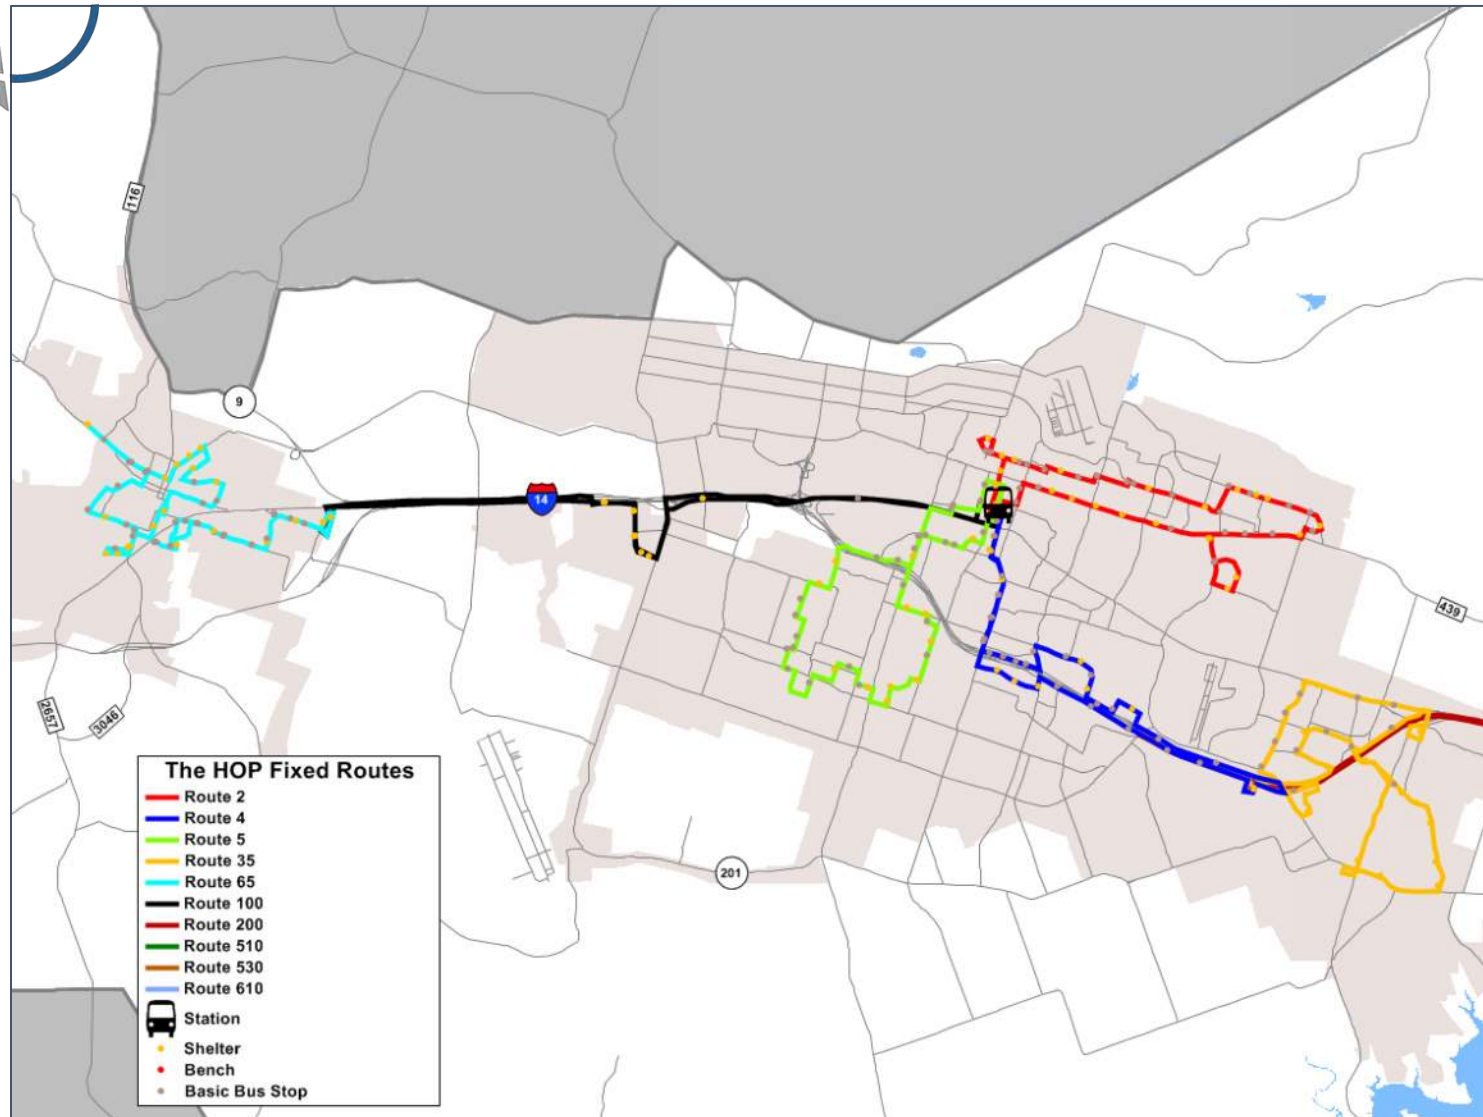 116
9
14
439
2657
3046
201
The HOP Fixed Routes
Route 2
Route 4
Route 5
Route 35
Route 65
Route 100
Route 200
Route 510
Route 530
Route 610
Station
Shelter
Bench
Basic Bus Stop